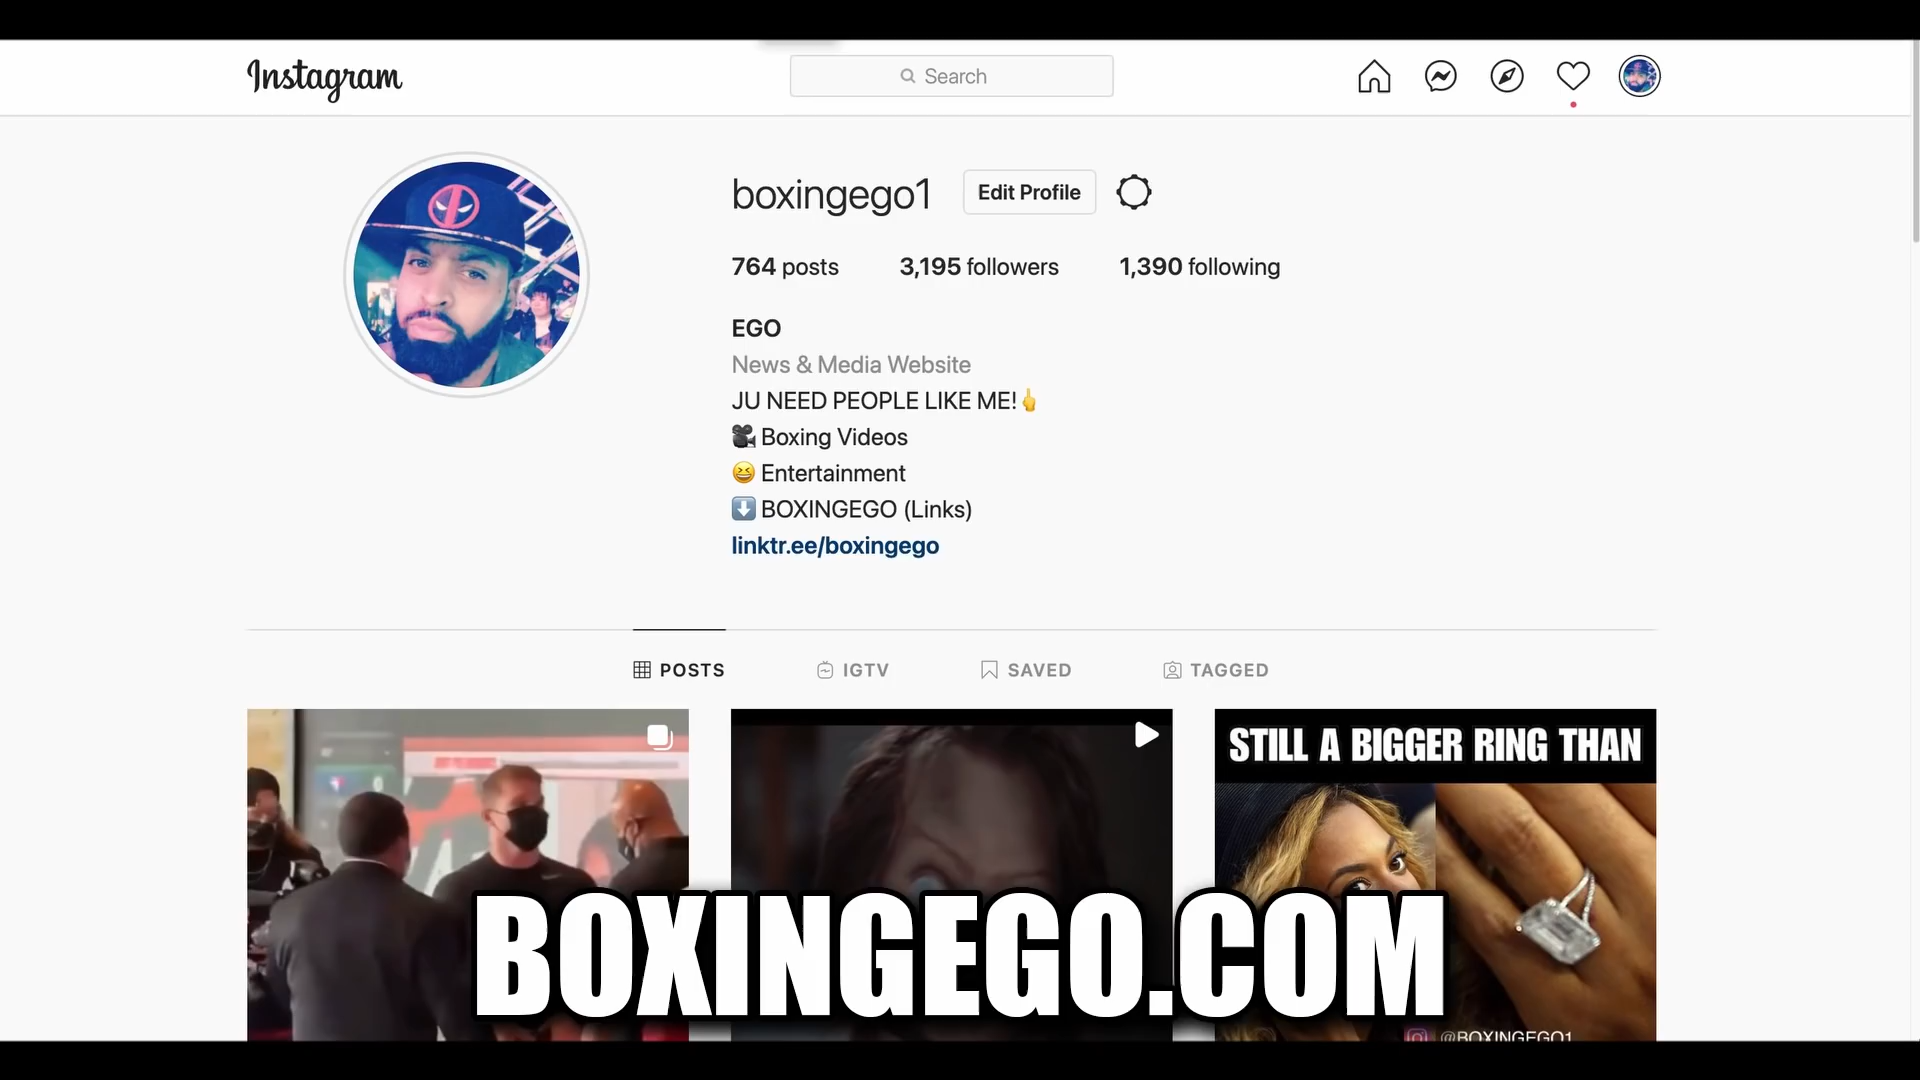 Instagram
Search
boxingego1 Edit Profile
764 posts 3,195 followers 1,390 following
EGO
News & Media Website
JU NEED PEOPLE LIKE ME!🖕
🎥 Boxing Videos
😆 Entertainment
⬇️ BOXINGEGO (Links)
linktr.ee/boxingego
POSTS IGTV SAVED TAGGED
STILL A BIGGER RING THAN
BOXINGEGO.COM
@BOXINGEGO1